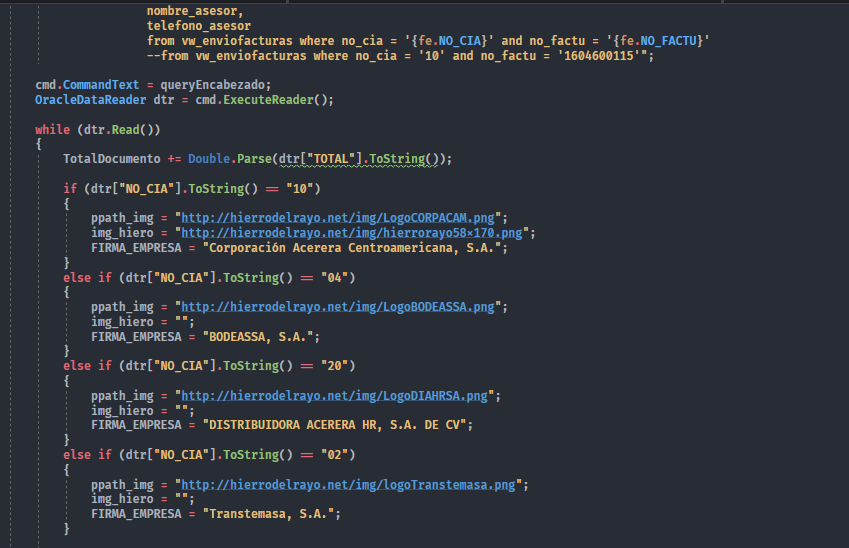 nombre_asesor,
telefono_asesor
from vw_enviofacturas where no_cia = '{fe.NO_CIA}' and no_factu = '{fe.NO_FACTU}'
--from vw_enviofacturas where no_cia = '10' and no_factu = '1604600115'";
cmd.CommandText = queryEncabezado;
OracleDataReader dtr = cmd.ExecuteReader();
while (dtr.Read())
{
TotalDocumento += Double.Parse(dtr["TOTAL"].ToString());
if (dtr["NO_CIA"].ToString() == "10")
{
ppath_img = "http://hierrodelrayo.net/img/LogoCORPACAM.png";
img_hiero = "http://hierrodelrayo.net/img/hierrorayo58×170.png";
FIRMA_EMPRESA = "Corporación Acerera Centroamericana, S.A.";
}
else if (dtr["NO_CIA"].ToString() == "04")
{
ppath_img = "http://hierrodelrayo.net/img/LogoBODEASSA.png";
img_hiero = "";
FIRMA_EMPRESA = "BODEASSA, S.A.";
}
else if (dtr["NO_CIA"].ToString() == "20")
{
ppath_img = "http://hierrodelrayo.net/img/LogoDIAHRSA.png";
img_hiero = "";
FIRMA_EMPRESA = "DISTRIBUIDORA ACERERA HR, S.A. DE CV";
}
else if (dtr["NO_CIA"].ToString() == "02")
{
ppath_img = "http://hierrodelrayo.net/img/logoTranstemasa.png";
img_hiero = "";
FIRMA_EMPRESA = "Transtemasa, S.A.";
}